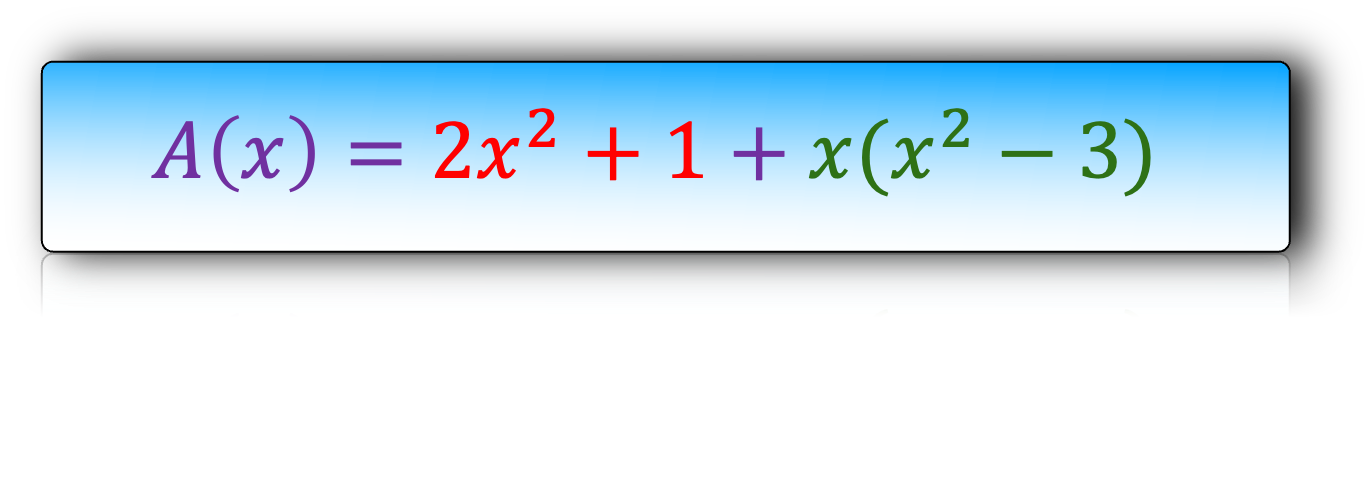 A(x) = 2x² + 1 + x(x² − 3)